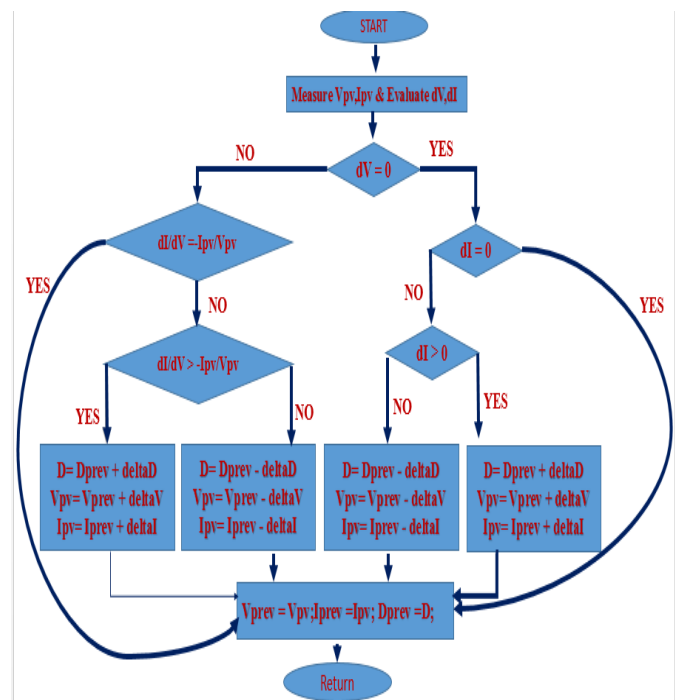 START
Measure Vpv,Ipv & Evaluate dV,dI
NO
YES
dV = 0
dI/dV =-Ipv/Vpv
dI = 0
YES
NO
NO
YES
dI/dV > -Ipv/Vpv
dI > 0
YES
NO
NO
YES
D= Dprev + deltaD
Vpv= Vprev + deltaV
Ipv= Iprev + deltaI
D= Dprev - deltaD
Vpv= Vprev - deltaV
Ipv= Iprev - deltaI
D= Dprev - deltaD
Vpv= Vprev - deltaV
Ipv= Iprev - deltaI
D= Dprev + deltaD
Vpv= Vprev + deltaV
Ipv= Iprev + deltaI
Vprev = Vpv;Iprev =Ipv; Dprev =D;
Return